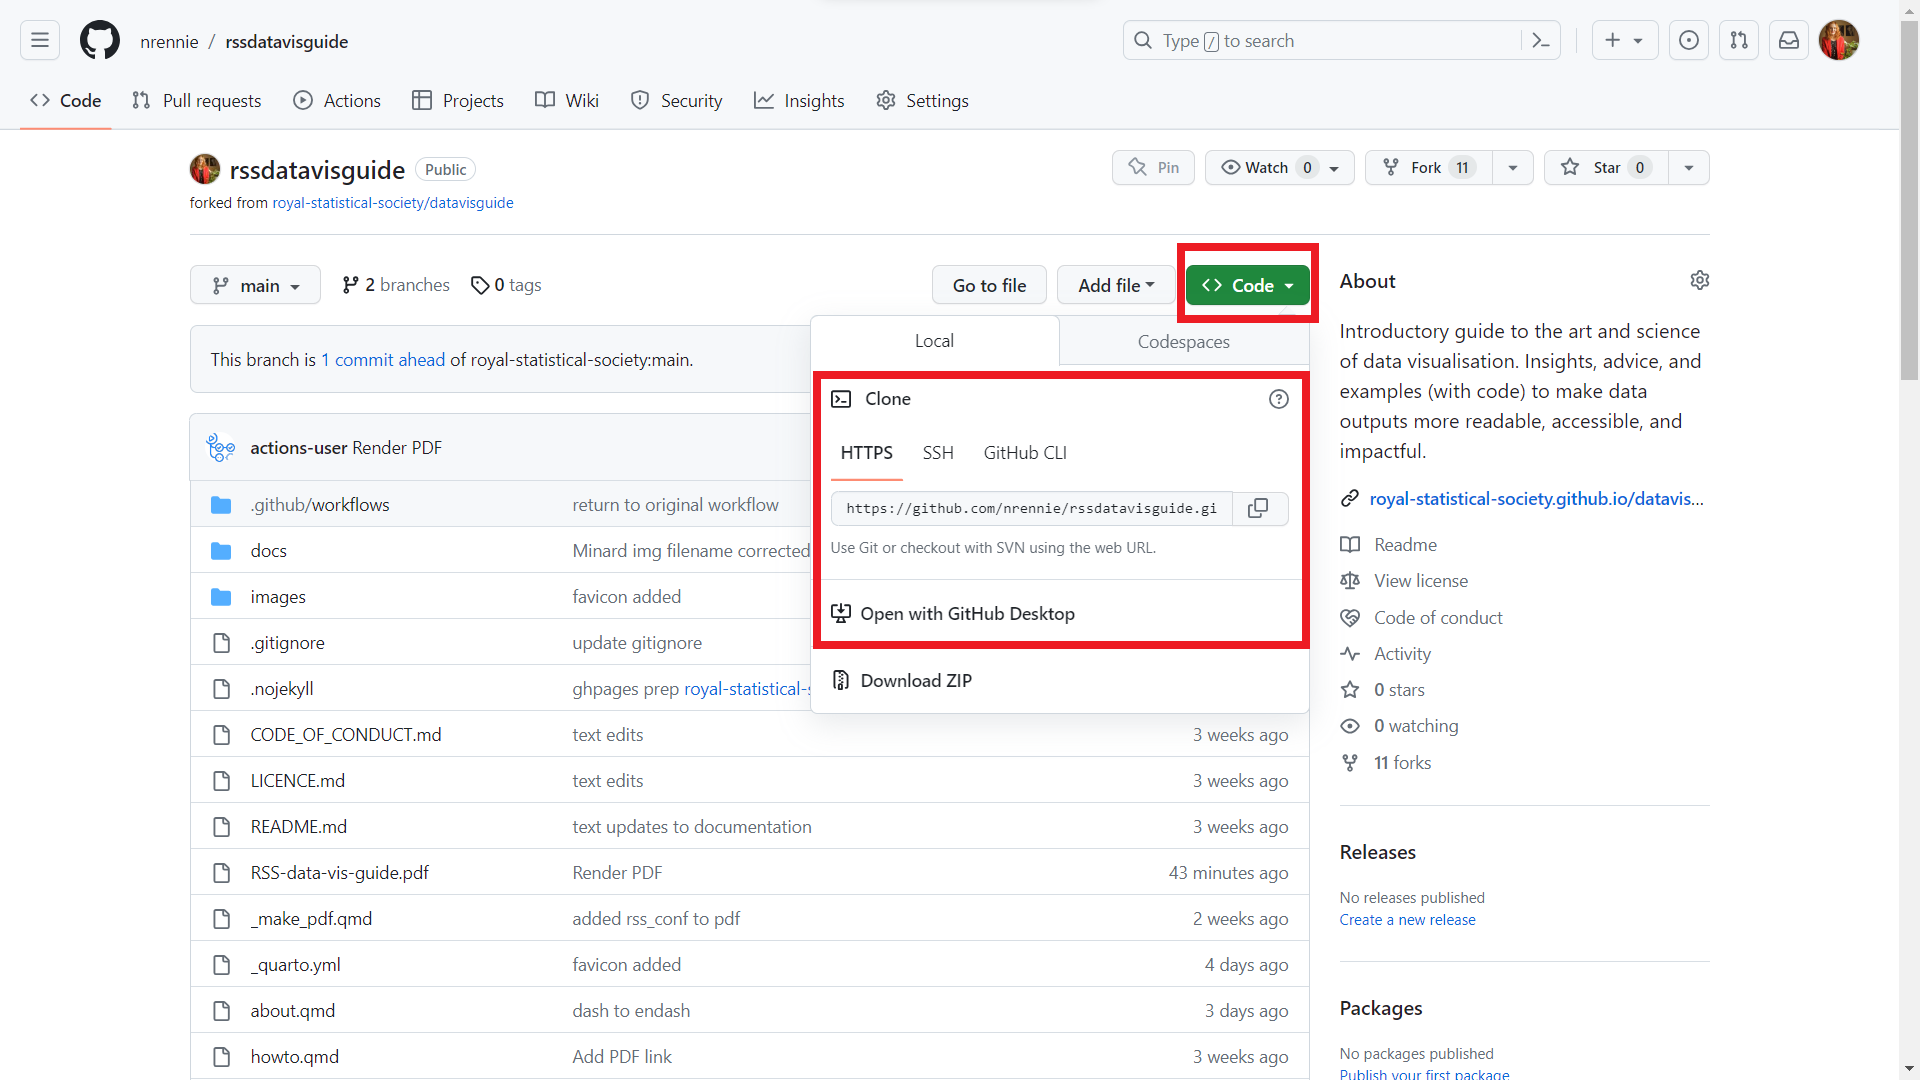 nrennie / rssdatavisguide
Type / to search
Code
Pull requests
Actions
Projects
Wiki
Security
Insights
Settings
rssdatavisguide
Public
Pin
Watch 0
Fork 11
Star 0
forked from royal-statistical-society/datavisguide
main
2 branches
0 tags
Go to file
Add file
<> Code
This branch is 1 commit ahead of royal-statistical-society:main.
Local
Codespaces
Clone
HTTPS
SSH
GitHub CLI
https://github.com/nrennie/rssdatavisguide.gi
Use Git or checkout with SVN using the web URL.
Open with GitHub Desktop
Download ZIP
actions-user Render PDF
.github/workflows return to original workflow
docs Minard img filename corrected
images favicon added
.gitignore update gitignore
.nojekyll ghpages prep royal-statistical-s
CODE_OF_CONDUCT.md text edits 3 weeks ago
LICENCE.md text edits 3 weeks ago
README.md text updates to documentation 3 weeks ago
RSS-data-vis-guide.pdf Render PDF 43 minutes ago
_make_pdf.qmd added rss_conf to pdf 2 weeks ago
_quarto.yml favicon added 4 days ago
about.qmd dash to endash 3 days ago
howto.qmd Add PDF link 3 weeks ago
About
Introductory guide to the art and science
of data visualisation. Insights, advice, and
examples (with code) to make data
outputs more readable, accessible, and
impactful.
royal-statistical-society.github.io/datavis...
Readme
View license
Code of conduct
Activity
0 stars
0 watching
11 forks
Releases
No releases published
Create a new release
Packages
No packages published
Publish your first package